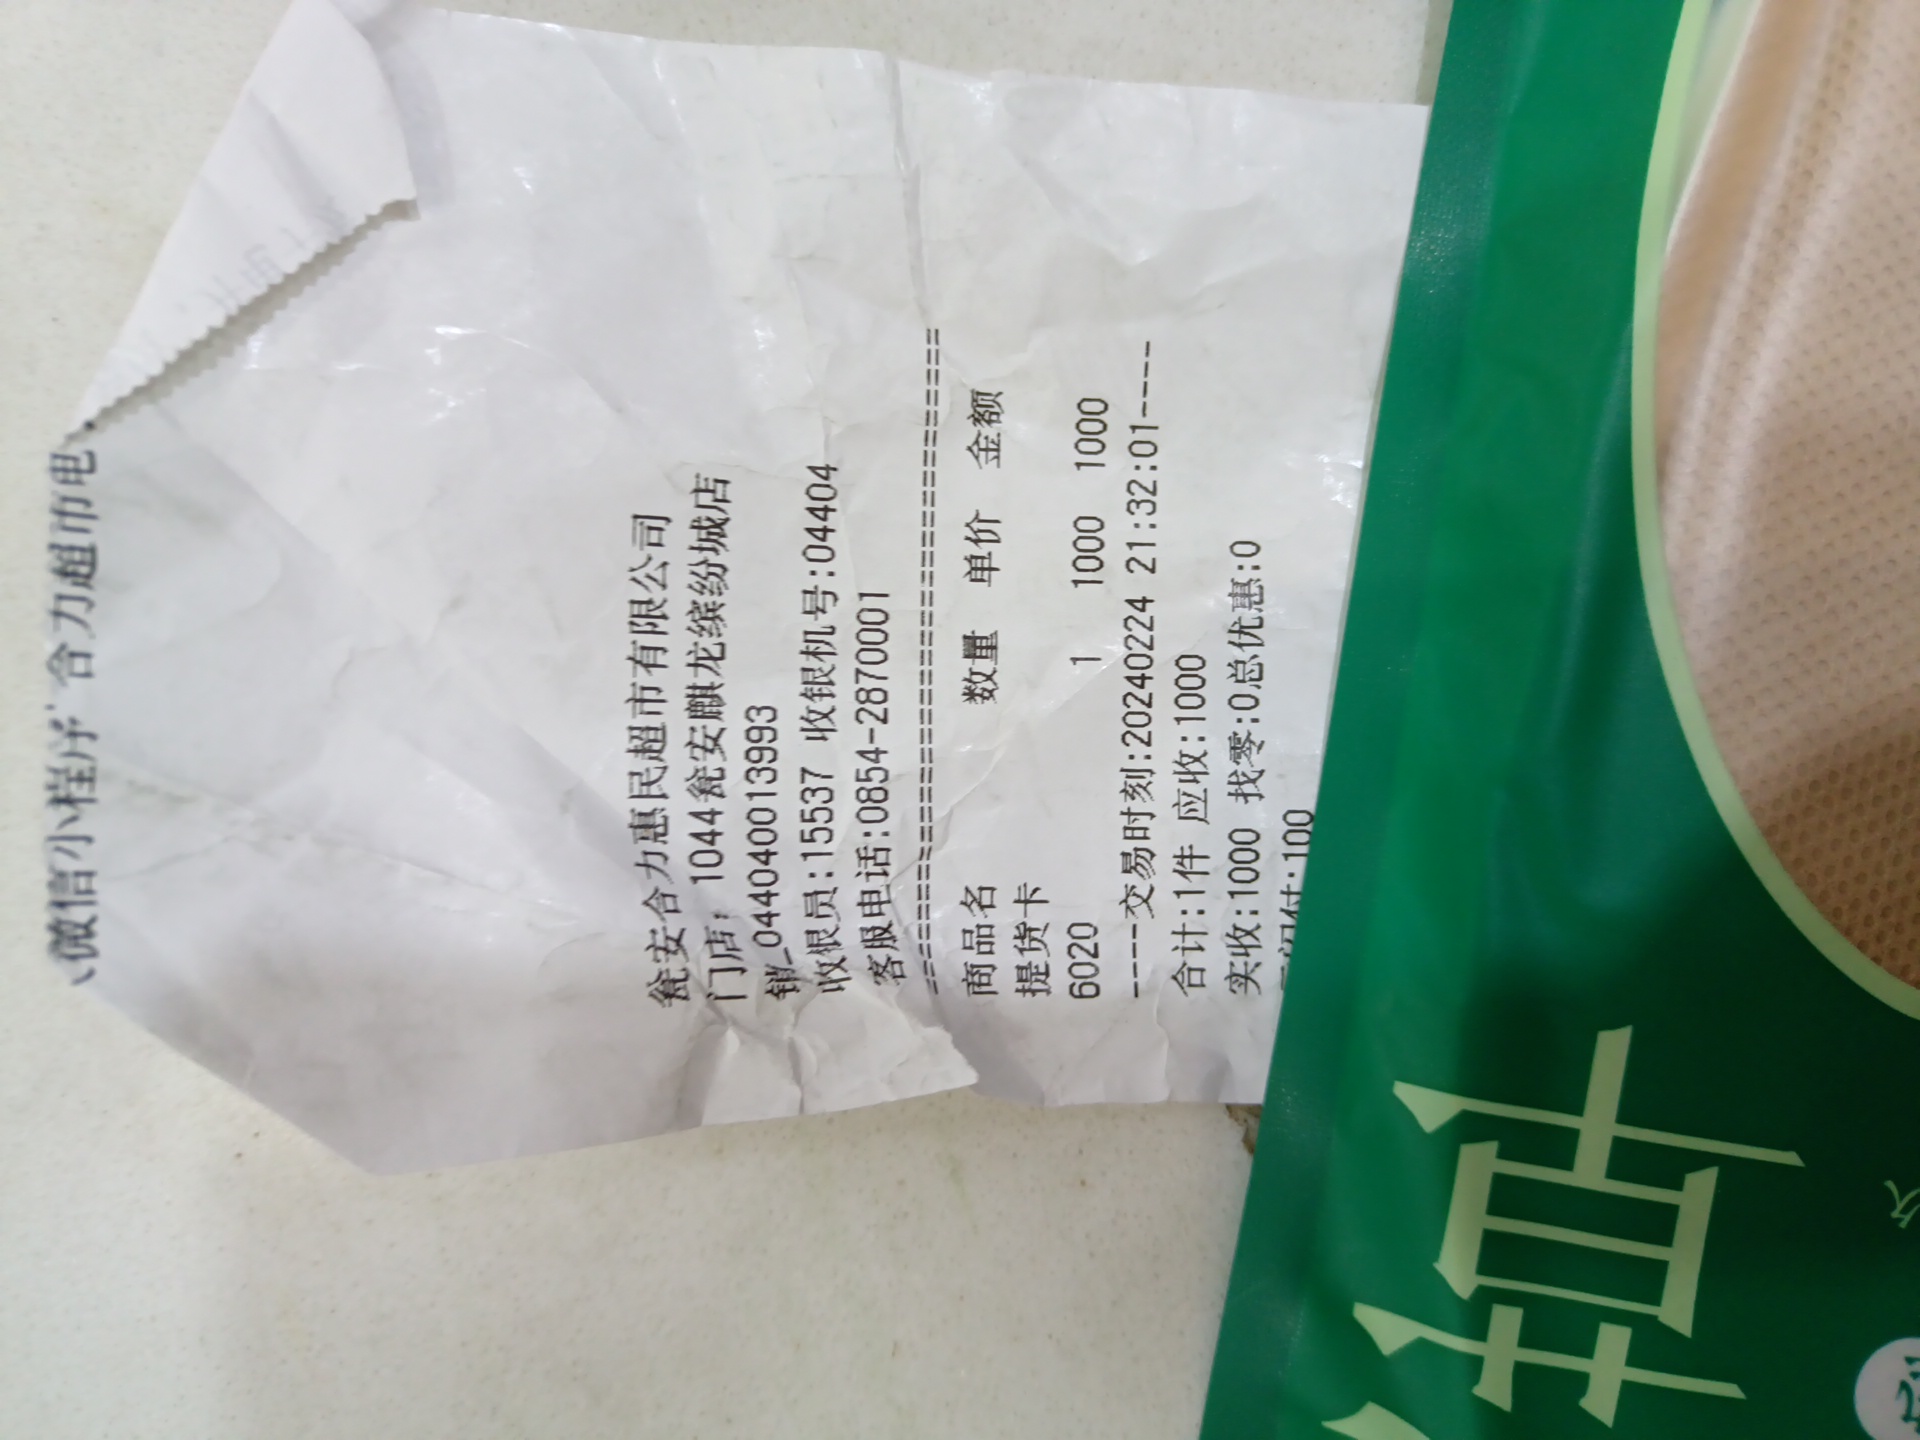 微信小程序"合力超市电
瓮安合力惠民超市有限公司
门店: 1044瓮安麒龙缤纷城店
销_0440400013993
收银员:15537 收银机号:04404
客服电话:0854-2870001
========================================
商品名 数量 单价 金额
提货卡
6020 1 1000 1000
----交易时刻:20240224 21:32:01----
合计:1件 应收:1000
实收:1000 找零:0总优惠:0
付:100